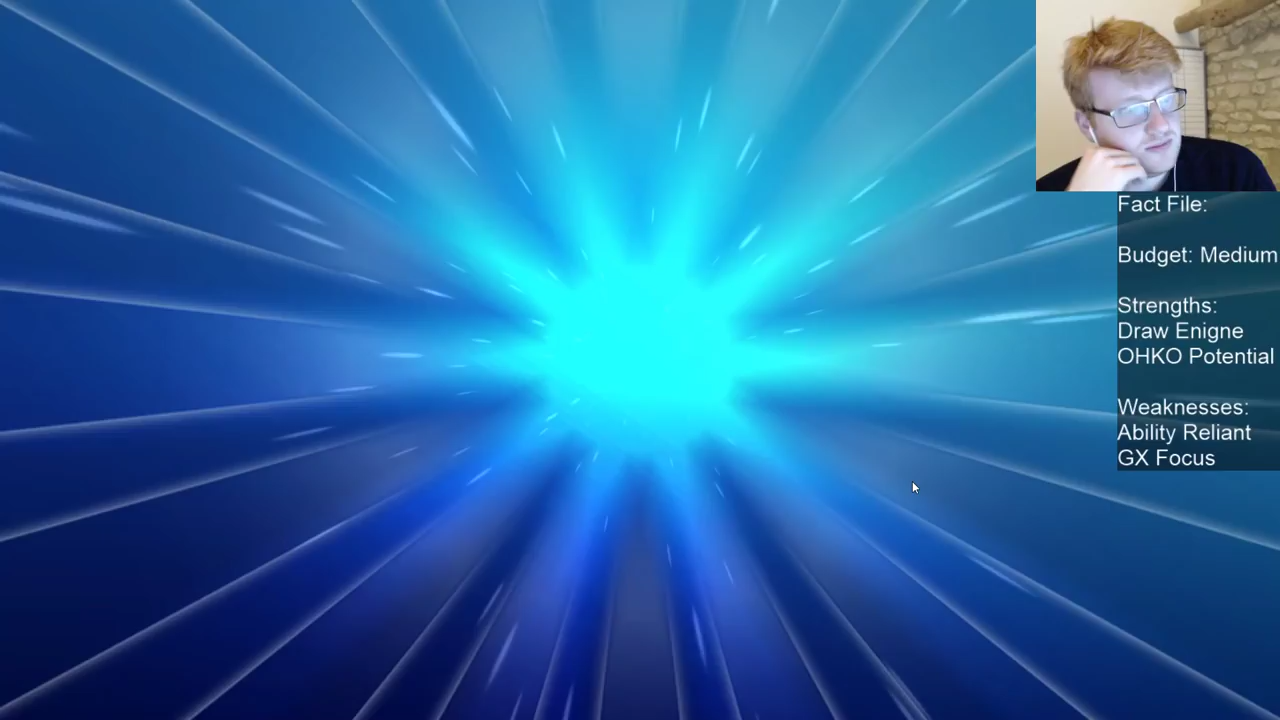 Fact File:
Budget: Medium
Strengths:
Draw Enigne
OHKO Potential
Weaknesses:
Ability Reliant
GX Focus